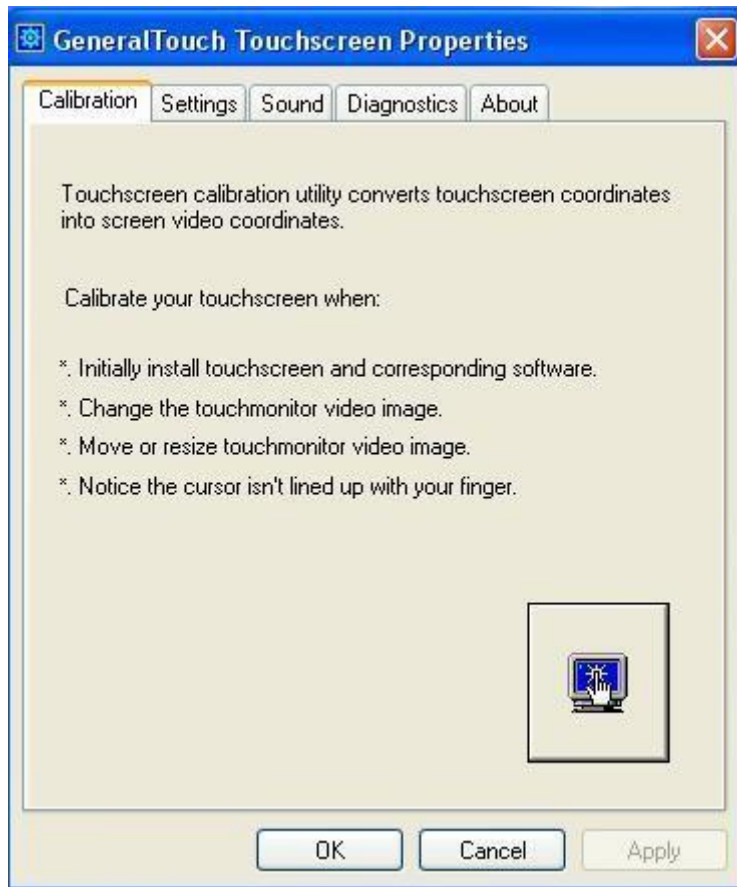 GeneralTouch Touchscreen Properties
Calibration Settings Sound Diagnostics About
Touchscreen calibration utility converts touchscreen coordinates
into screen video coordinates.
Calibrate your touchscreen when:
*. Initially install touchscreen and corresponding software.
*. Change the touchmonitor video image.
*. Move or resize touchmonitor video image.
*. Notice the cursor isn't lined up with your finger.
OK Cancel Apply